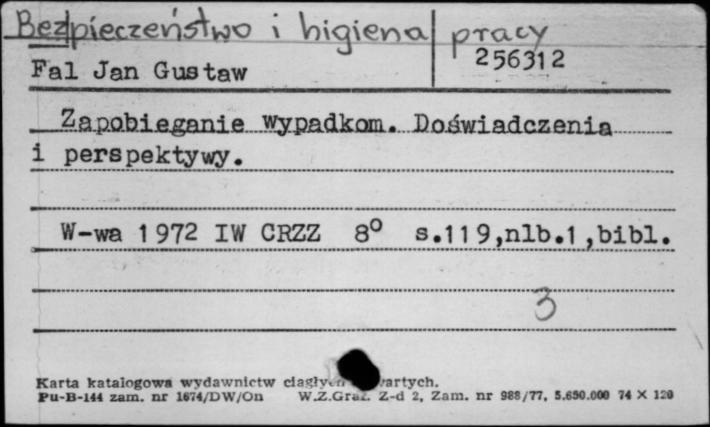 Bezpieczeństwo i higiena pracy
256312
Fal Jan Gustaw
Zapobieganie wypadkom. Doświadczenia
i perspektywy.
W-wa 1972 IW CRZZ 8° s.119,nlb.1,bibl.
3
Karta katalogowa wydawnictw
Pu-B-144 zam. nr 1674/DW/On W.Z.Graf. Z-d 2, Zam. nr 988/77, 5.650.000 74 X 120